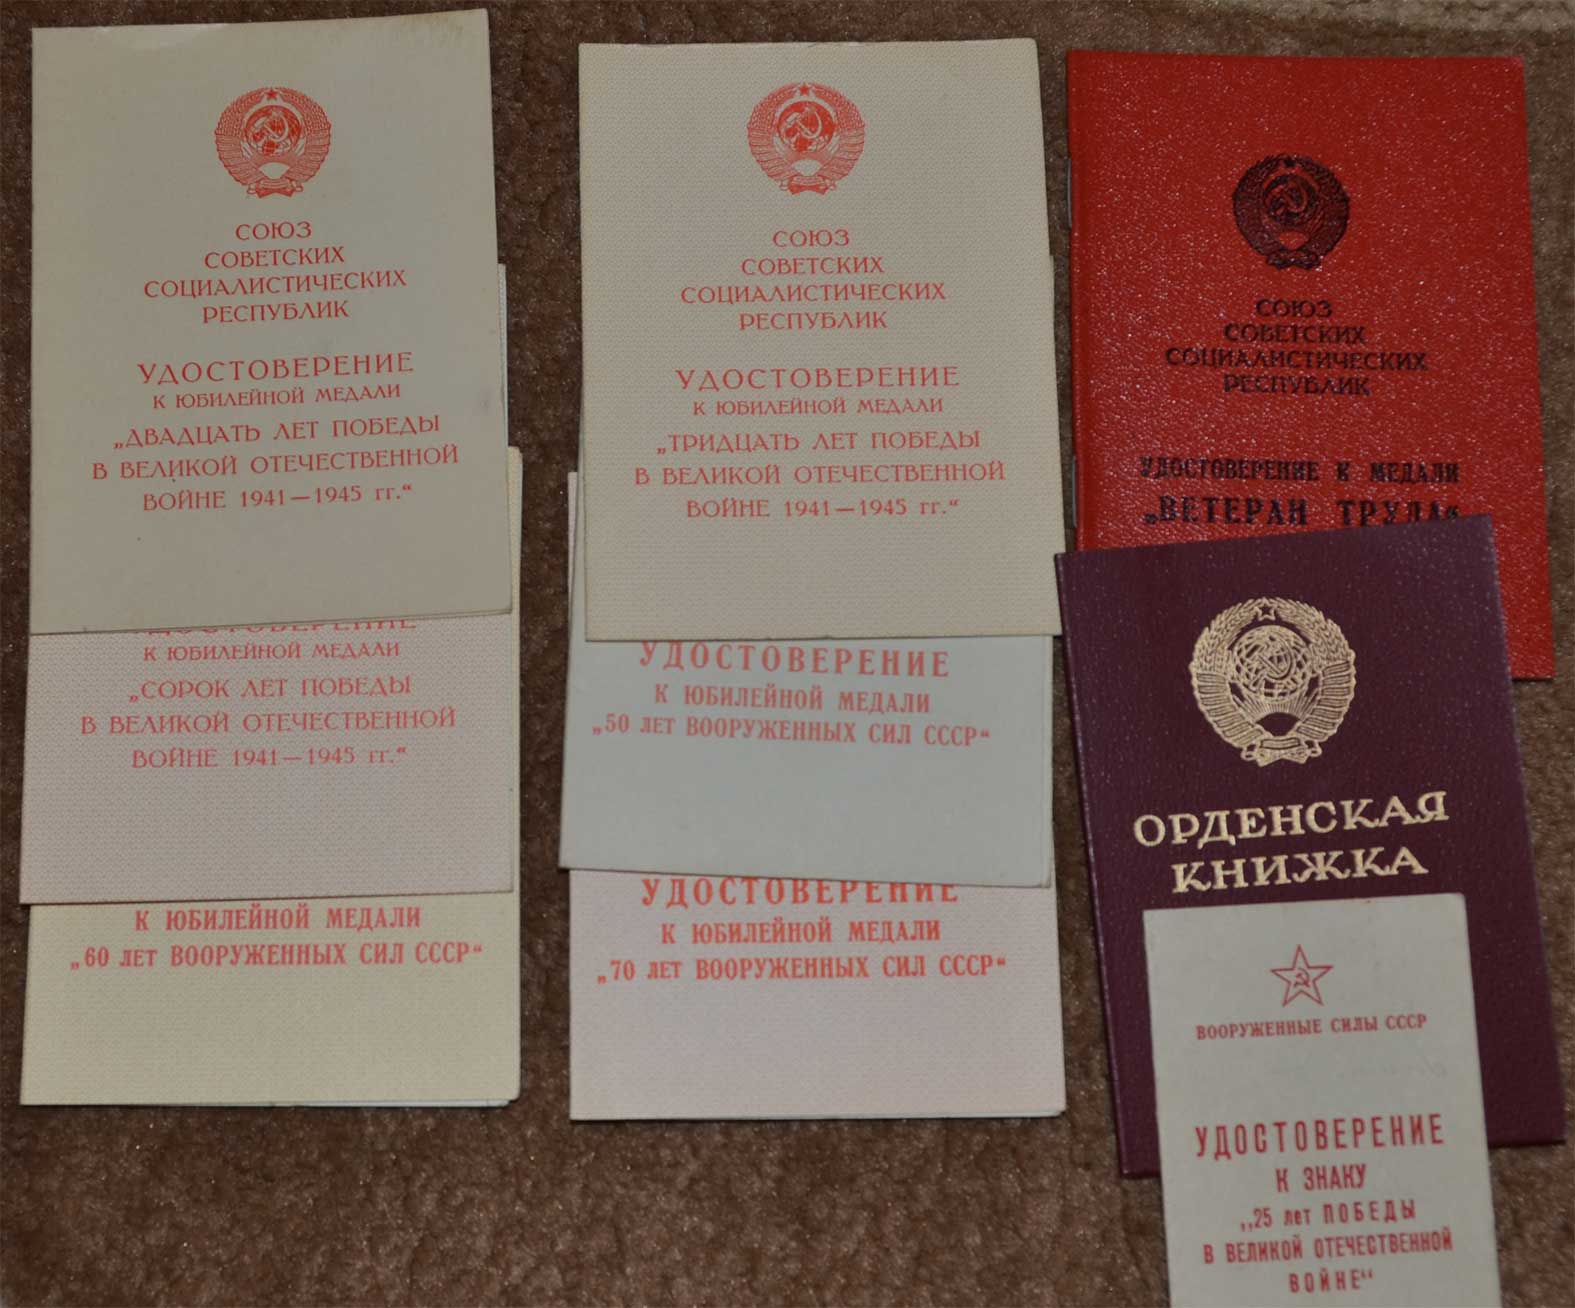 СОЮЗ
СОВЕТСКИХ
СОЦИАЛИСТИЧЕСКИХ
РЕСПУБЛИК
УДОСТОВЕРЕНИЕ
К ЮБИЛЕЙНОЙ МЕДАЛИ
„ДВАДЦАТЬ ЛЕТ ПОБЕДЫ
В ВЕЛИКОЙ ОТЕЧЕСТВЕННОЙ
ВОЙНЕ 1941—1945 гг.“
УДОСТОВЕРЕНИЕ
К ЮБИЛЕЙНОЙ МЕДАЛИ
„СОРОК ЛЕТ ПОБЕДЫ
В ВЕЛИКОЙ ОТЕЧЕСТВЕННОЙ
ВОЙНЕ 1941—1945 гг.“
К ЮБИЛЕЙНОЙ МЕДАЛИ
„60 ЛЕТ ВООРУЖЕННЫХ СИЛ СССР“
СОЮЗ
СОВЕТСКИХ
СОЦИАЛИСТИЧЕСКИХ
РЕСПУБЛИК
УДОСТОВЕРЕНИЕ
К ЮБИЛЕЙНОЙ МЕДАЛИ
„ТРИДЦАТЬ ЛЕТ ПОБЕДЫ
В ВЕЛИКОЙ ОТЕЧЕСТВЕННОЙ
ВОЙНЕ 1941—1945 гг.“
УДОСТОВЕРЕНИЕ
К ЮБИЛЕЙНОЙ МЕДАЛИ
„50 ЛЕТ ВООРУЖЕННЫХ СИЛ СССР“
УДОСТОВЕРЕНИЕ
К ЮБИЛЕЙНОЙ МЕДАЛИ
„70 ЛЕТ ВООРУЖЕННЫХ СИЛ СССР“
СОЮЗ
СОВЕТСКИХ
СОЦИАЛИСТИЧЕСКИХ
РЕСПУБЛИК
УДОСТОВЕРЕНИЕ К МЕДАЛИ
„ВЕТЕРАН ТРУДА“
ОРДЕНСКАЯ
КНИЖКА
ВООРУЖЕННЫЕ СИЛЫ СССР
УДОСТОВЕРЕНИЕ
К ЗНАКУ
„25 лет ПОБЕДЫ
В ВЕЛИКОЙ ОТЕЧЕСТВЕННОЙ
ВОЙНЕ“